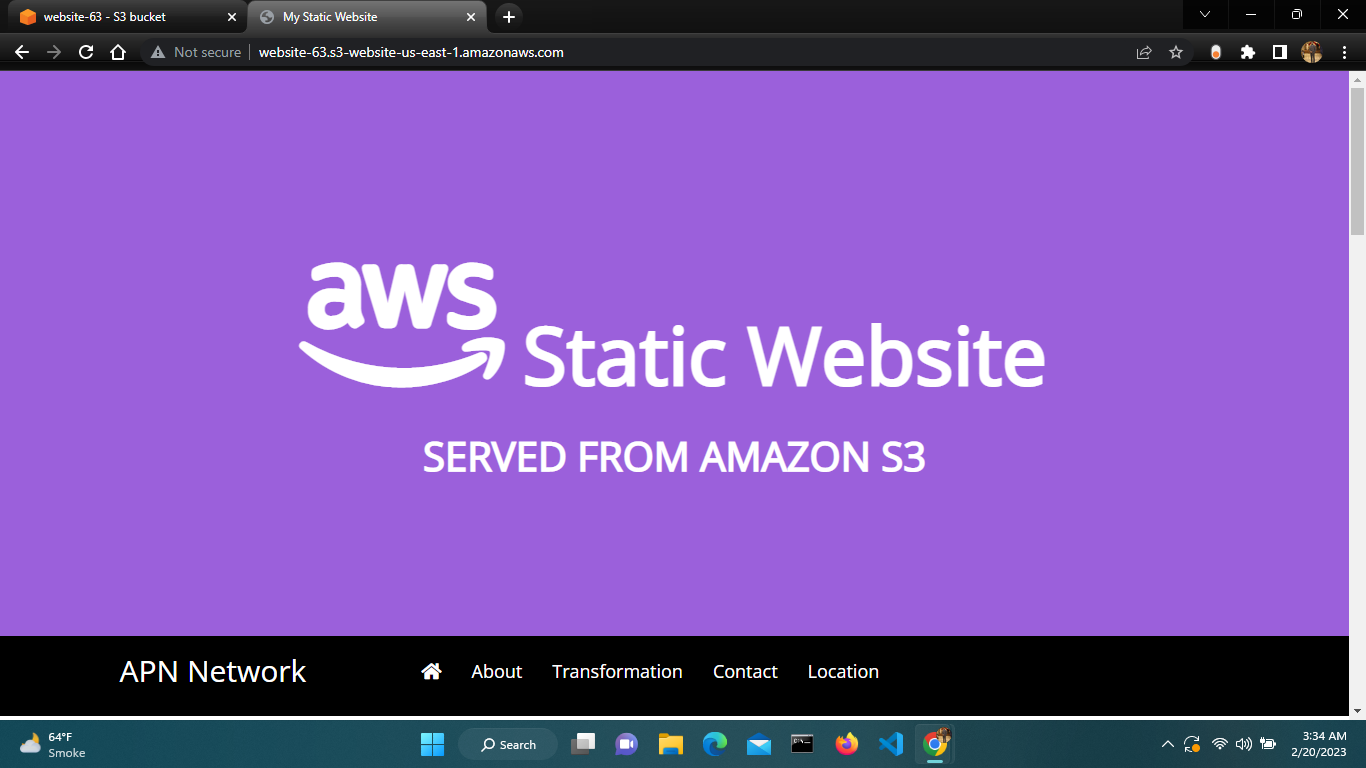 website-63 - S3 bucket
My Static Website
Not secure
website-63.s3-website-us-east-1.amazonaws.com
aws Static Website
SERVED FROM AMAZON S3
APN Network
About
Transformation
Contact
Location
64°F
Smoke
Search
3:34 AM
2/20/2023